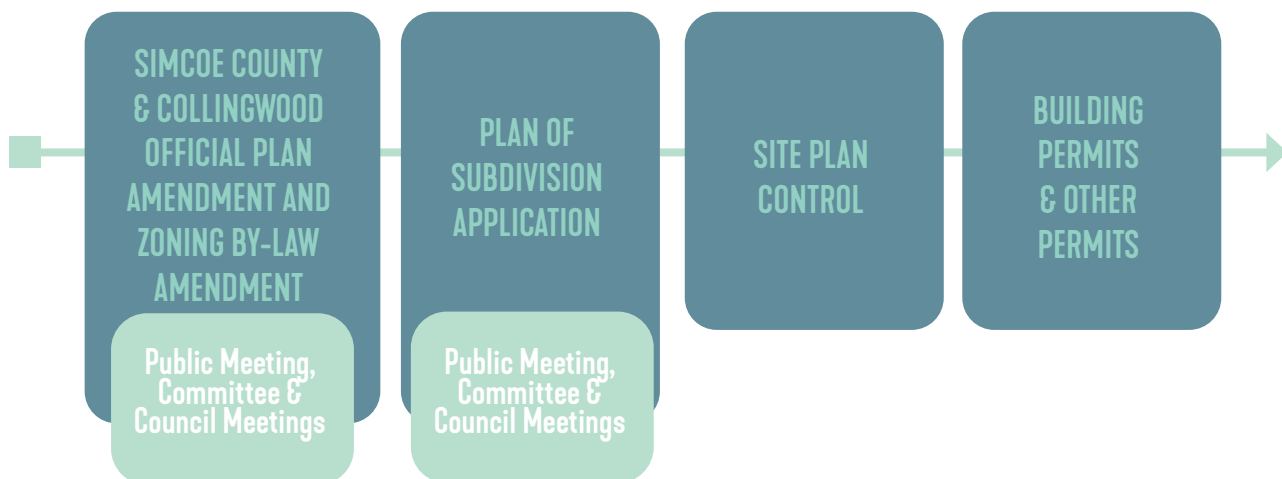 SIMCOE COUNTY
& COLLINGWOOD
OFFICIAL PLAN
AMENDMENT AND
ZONING BY-LAW
AMENDMENT
Public Meeting,
Committee &
Council Meetings
PLAN OF
SUBDIVISION
APPLICATION
Public Meeting,
Committee &
Council Meetings
SITE PLAN
CONTROL
BUILDING
PERMITS
& OTHER
PERMITS